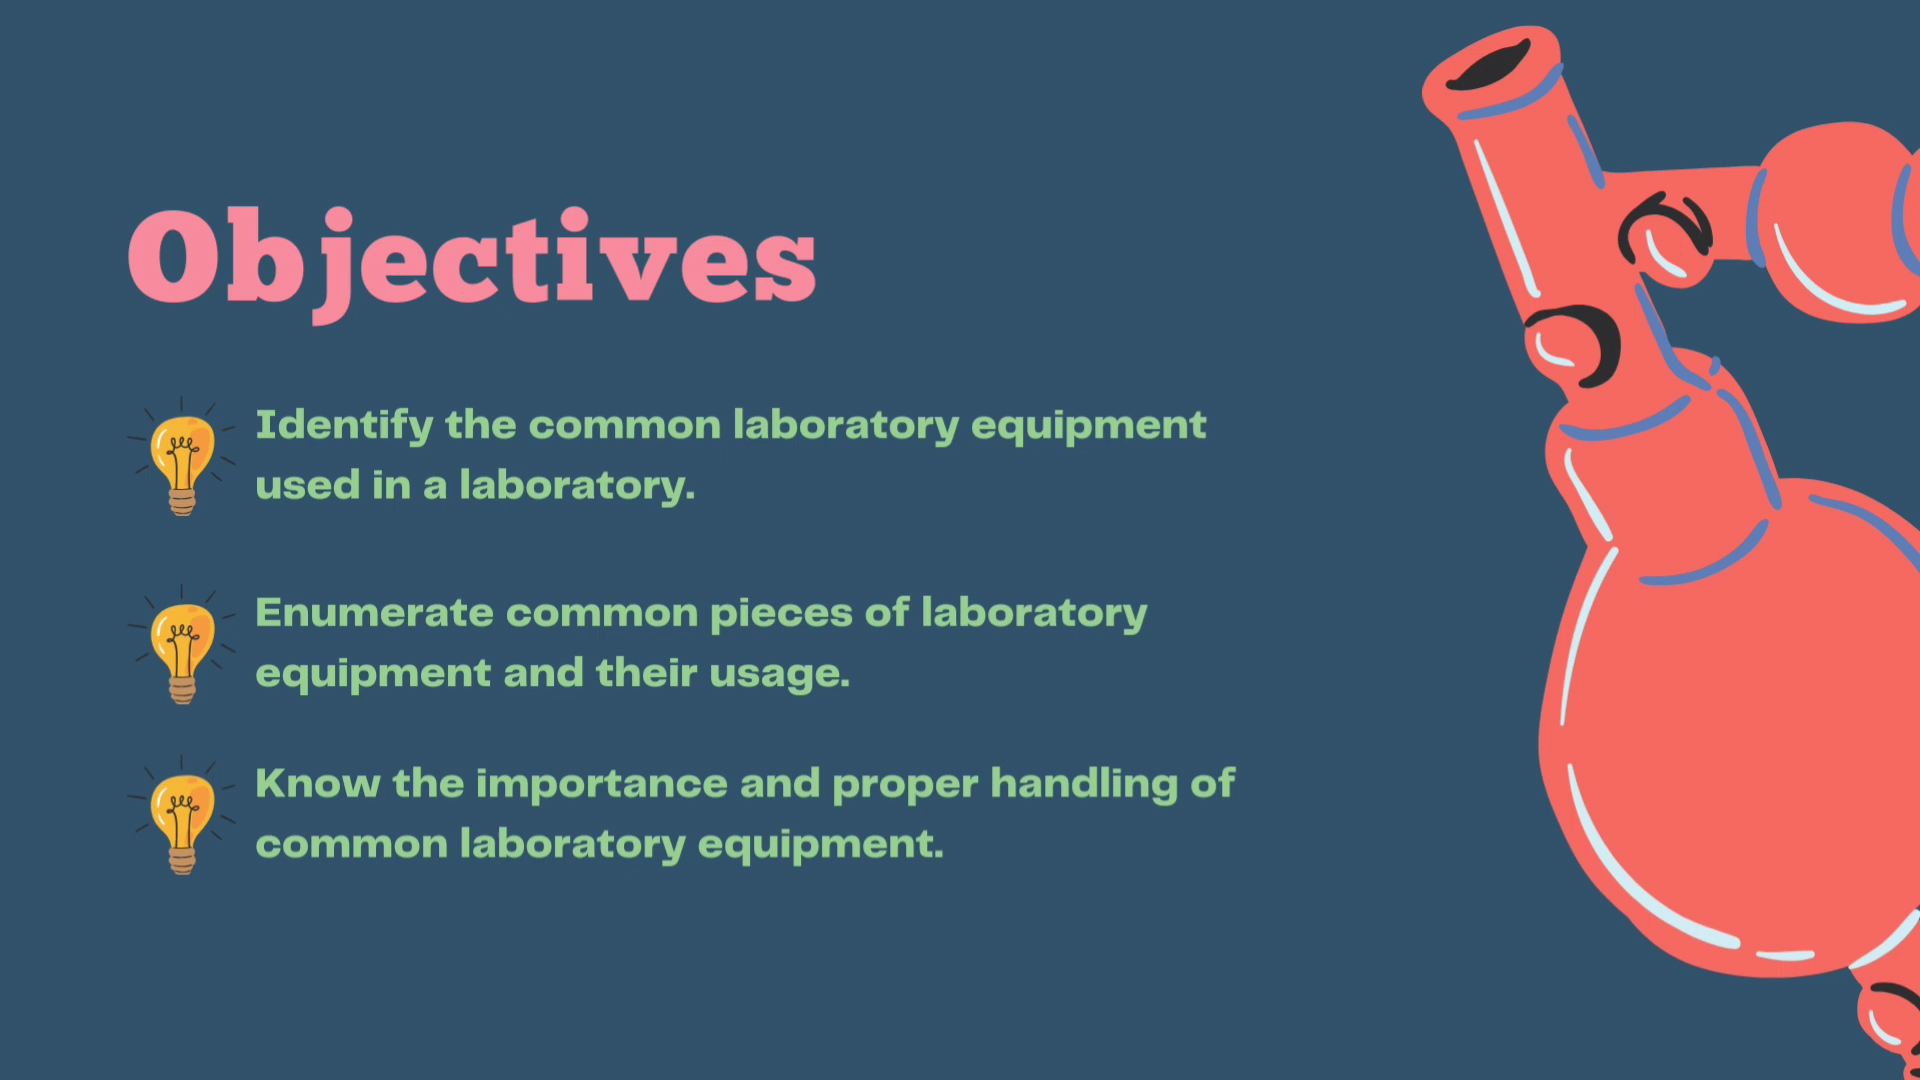 Objectives
Identify the common laboratory equipment
used in a laboratory.
Enumerate common pieces of laboratory
equipment and their usage.
Know the importance and proper handling of
common laboratory equipment.